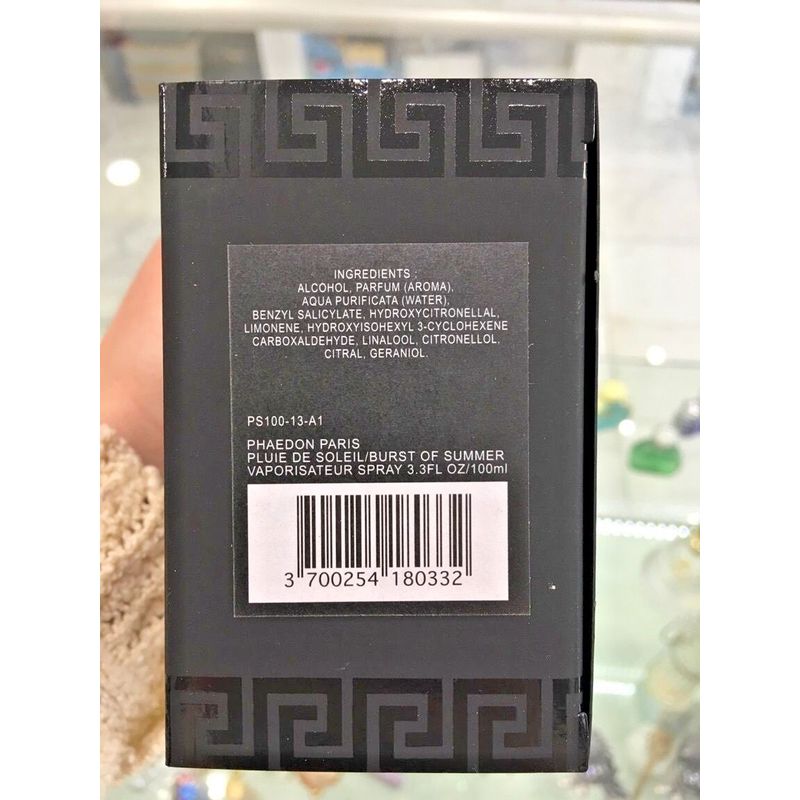 INGREDIENTS :
ALCOHOL, PARFUM (AROMA),
AQUA PURIFICATA (WATER),
BENZYL SALICYLATE, HYDROXYCITRONELLAL,
LIMONENE, HYDROXYISOHEXYL 3-CYCLOHEXENE
CARBOXALDEHYDE, LINALOOL, CITRONELLOL,
CITRAL, GERANIOL.
PS100-13-A1
PHAEDON PARIS
PLUIE DE SOLEIL/BURST OF SUMMER
VAPORISATEUR SPRAY 3.3FL OZ/100ml
3 700254 180332